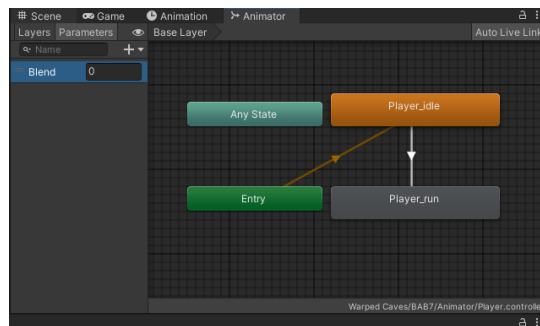 Scene Game Animation Animator
Layers Parameters Base Layer Auto Live Link
Name
Blend 0
Any State
Player_idle
Entry
Player_run
Warped Caves/BAB7/Animator/Player.controlle